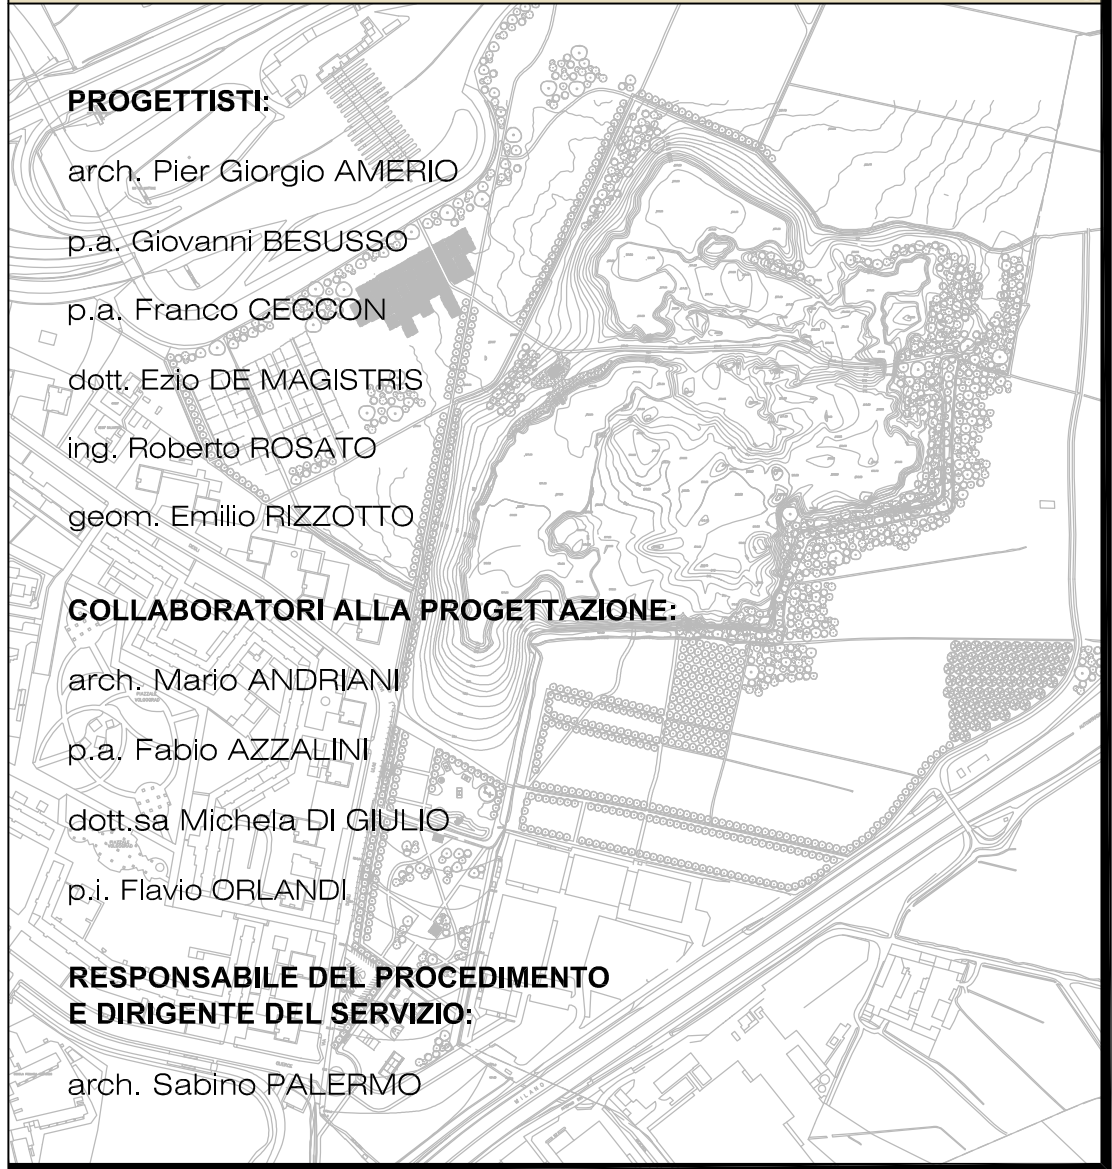 PROGETTISTI:
arch. Pier Giorgio AMERIO
p.a. Giovanni BESUSSO
p.a. Franco CECCON
dott. Ezio DE MAGISTRIS
ing. Roberto ROSATO
geom. Emilio RIZZOTTO
COLLABORATORI ALLA PROGETTAZIONE:
arch. Mario ANDRIANI
p.a. Fabio AZZALINI
dott.sa Michela DI GIULIO
p.i. Flavio ORLANDI
RESPONSABILE DEL PROCEDIMENTO
E DIRIGENTE DEL SERVIZIO:
arch. Sabino PALERMO
MILANO